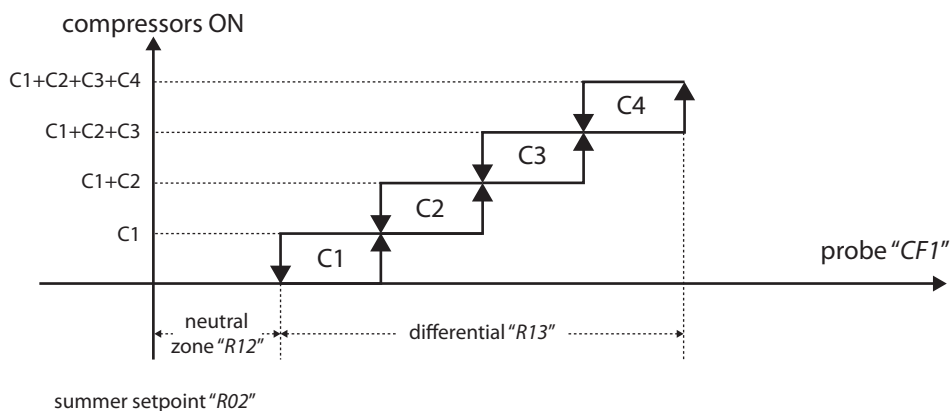 compressors ON
C1+C2+C3+C4
C4
C1+C2+C3
C3
C1+C2
C2
C1
C1
probe “CF1”
neutral
zone “R12”
differential “R13”
summer setpoint “R02”